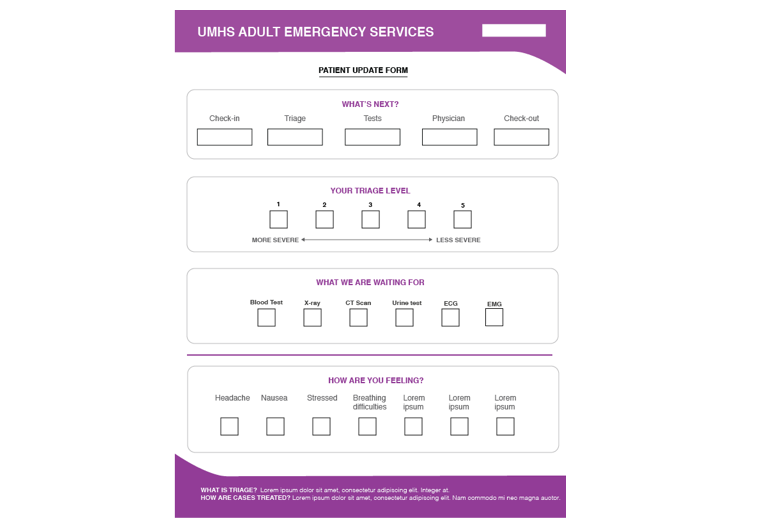 UMHS ADULT EMERGENCY SERVICES
PATIENT UPDATE FORM
WHAT'S NEXT?
Check-in Triage Tests Physician Check-out
YOUR TRIAGE LEVEL
1 2 3 4 5
MORE SEVERE LESS SEVERE
WHAT WE ARE WAITING FOR
Blood Test X-ray CT Scan Urine test ECG EMG
HOW ARE YOU FEELING?
Headache Nausea Stressed Breathing Lorem Lorem Lorem
difficulties ipsum ipsum ipsum
WHAT IS TRIAGE? Lorem ipsum dolor sit amet, consectetur adipiscing elit. Integer at.
HOW ARE CASES TREATED? Lorem ipsum dolor sit amet, consectetur adipiscing elit. Nam commodo mi neo magna auctor.